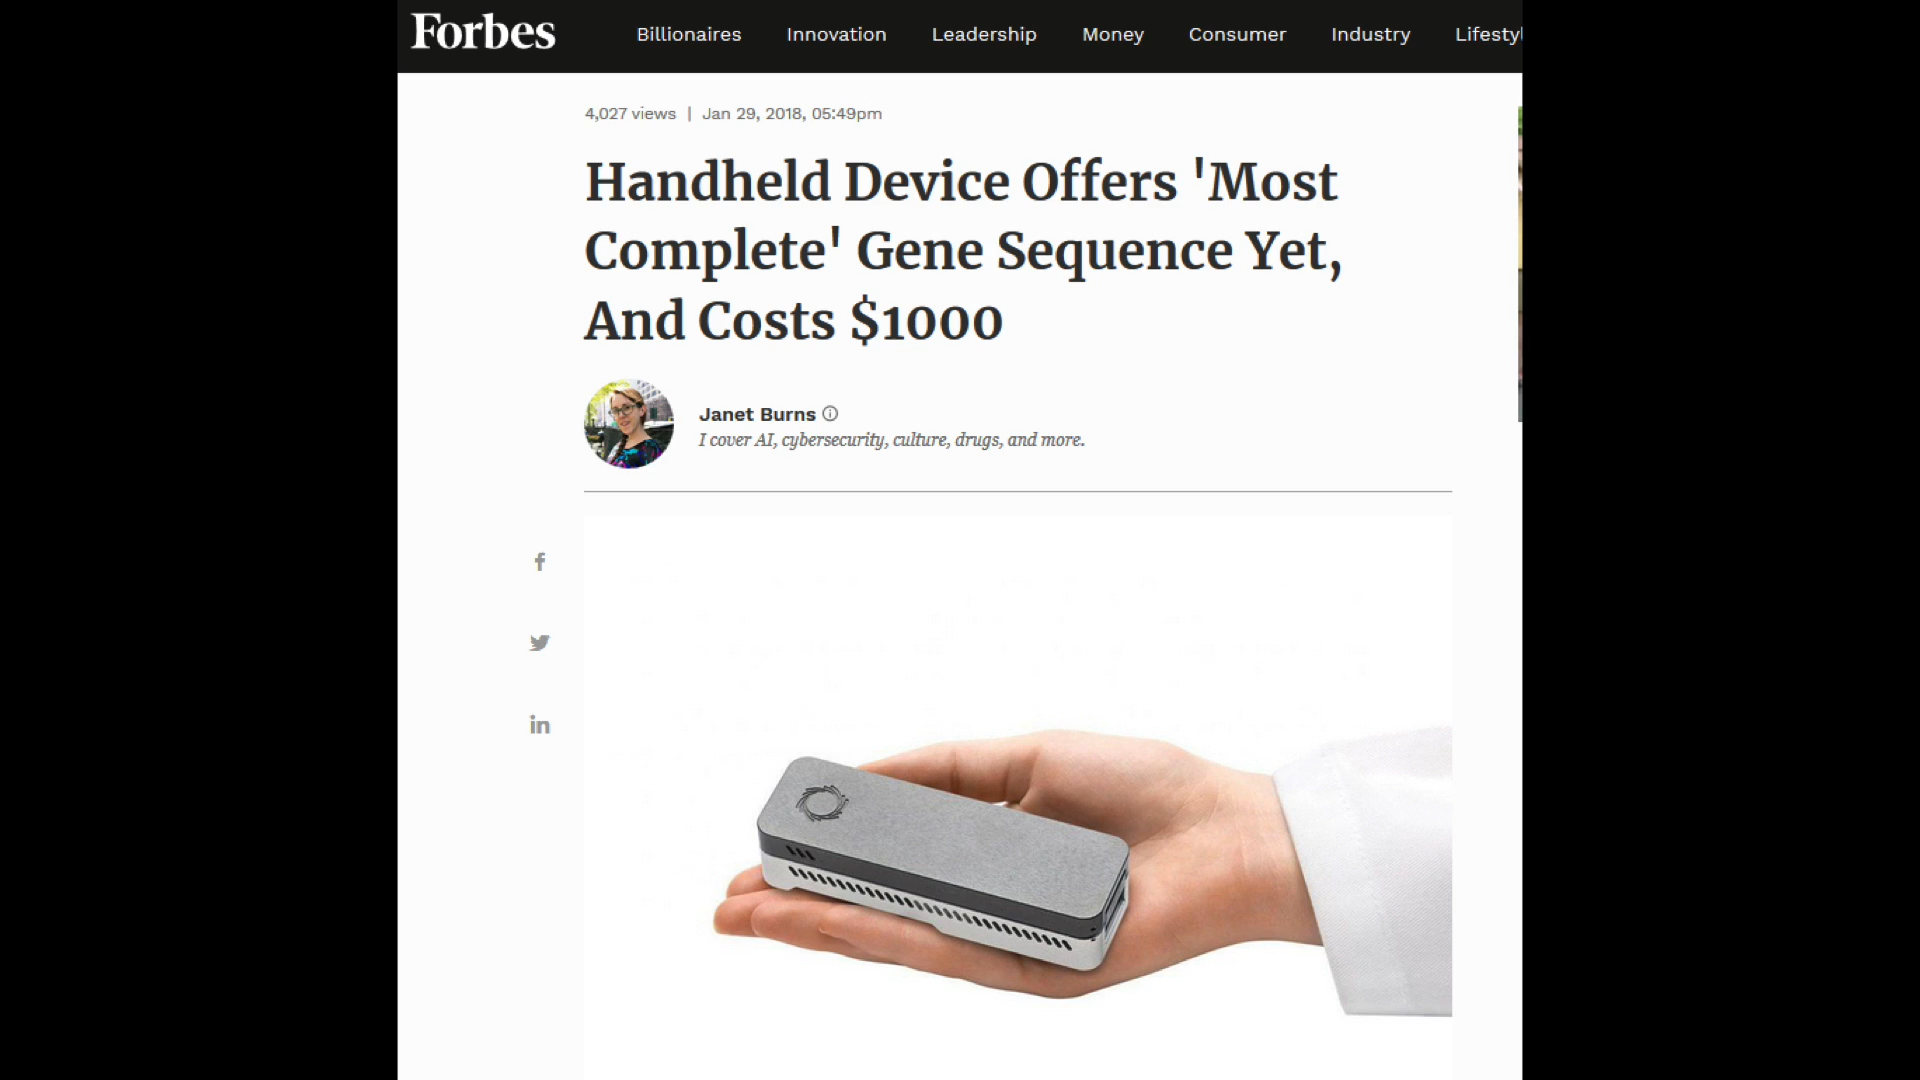 Forbes
Billionaires Innovation Leadership Money Consumer Industry
4,027 views | Jan 29, 2018, 05:49pm
Handheld Device Offers 'Most
Complete' Gene Sequence Yet,
And Costs $1000
Janet Burns
I cover AI, cybersecurity, culture, drugs, and more.
f
in